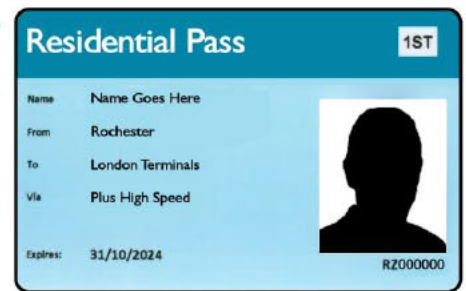 Residential Pass 1ST
Name Name Goes Here
From Rochester
To London Terminals
Via Plus High Speed
Expires: 31/10/2024
RZ000000